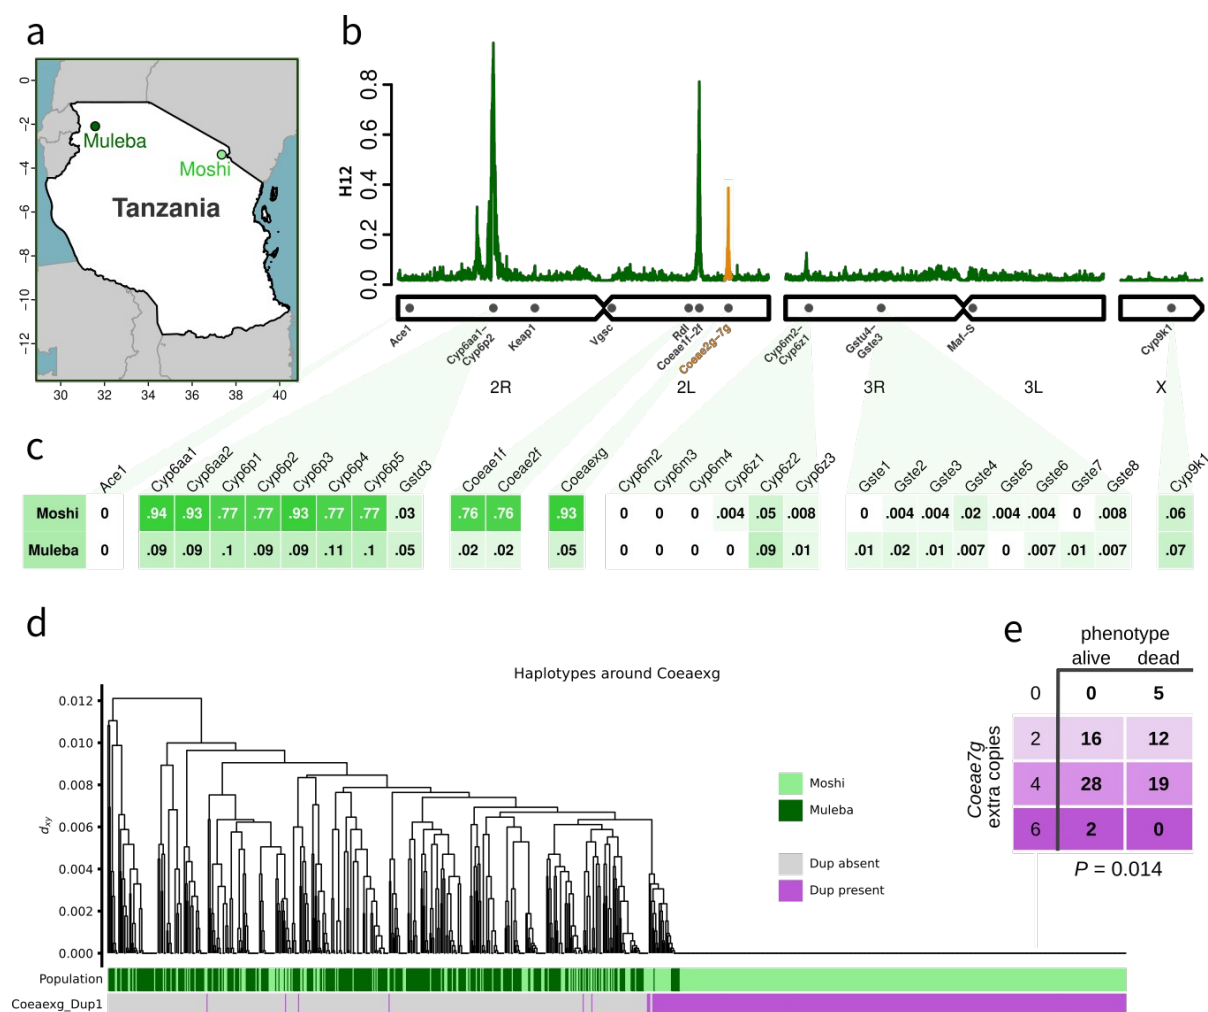 a
b
0
−2
−4
−6
−8
−10
−12
Muleba
Moshi
Tanzania
30 32 34 36 38 40
H12
0.0 0.2 0.4 0.6 0.8
Ace1
Cyp6aa1−
Cyp6p2
Keap1
Vgsc
Rdl
Coeae1f−2f
Coeae2g−7g
Cyp6m2−
Cyp6z1
Gstu4−
Gste3
Mal−S
Cyp9k1
2R 2L 3R 3L X
c
Ace1 Cyp6aa1 Cyp6aa2 Cyp6p1 Cyp6p2 Cyp6p3 Cyp6p4 Cyp6p5 Gstd3 Coeae1f Coeae2f Coeaexg Cyp6m2 Cyp6m3 Cyp6m4 Cyp6z1 Cyp6z2 Cyp6z3 Gste1 Gste2 Gste3 Gste4 Gste5 Gste6 Gste7 Gste8 Cyp9k1
Moshi 0 .94 .93 .77 .77 .93 .77 .77 .03 .76 .76 .93 0 0 0 .004 .05 .008 0 .004 .004 .02 .004 .004 0 .008 .06
Muleba 0 .09 .09 .1 .09 .09 .11 .1 .05 .02 .02 .05 0 0 0 0 .09 .01 .01 .02 .01 .007 0 .007 .01 .007 .07
d
Haplotypes around Coeaexg
0.012
0.010
0.008
0.006
0.004
0.002
0.000
dxy
Moshi
Muleba
Dup absent
Dup present
Population
Coeaexg_Dup1
e
phenotype
alive dead
Coeae7g
extra copies
0 0 5
2 16 12
4 28 19
6 2 0
P = 0.014